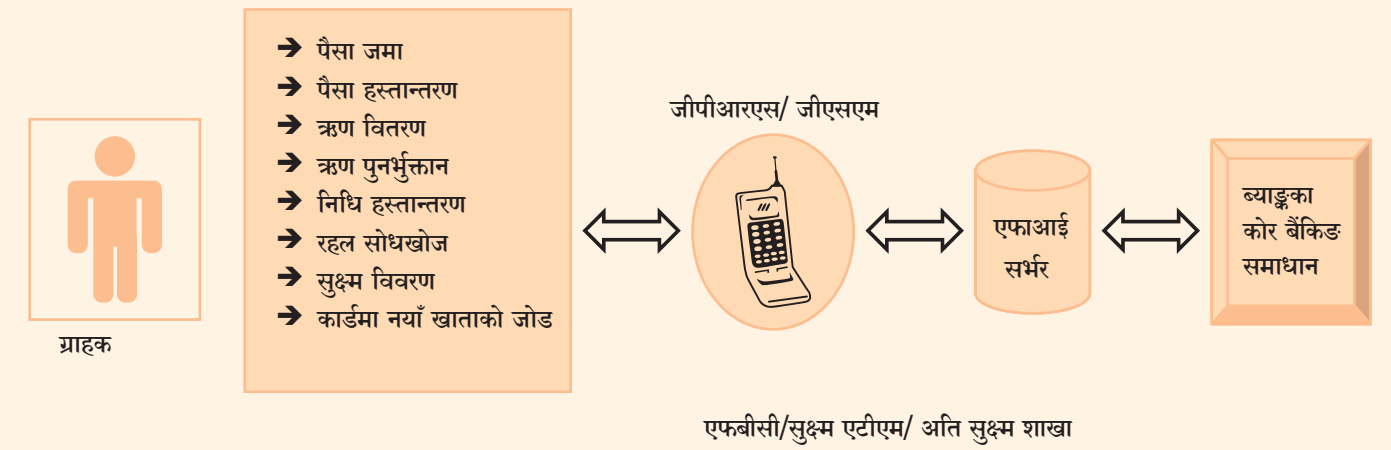 पैसा जमा
पैसा हस्तान्तरण
ऋण वितरण
ऋण पुनर्भुक्तान
निधि हस्तान्तरण
रहल सोधखोज
सुक्ष्म विवरण
कार्डमा नयाँ खाताको जोड
ग्राहक
जीपीआरएस/ जीएसएम
एफआई
सर्भर
ब्याङ्कका
कोर बैंकिङ
समाधान
एफबीसी/सुक्ष्म एटीएम/ अति सुक्ष्म शाखा